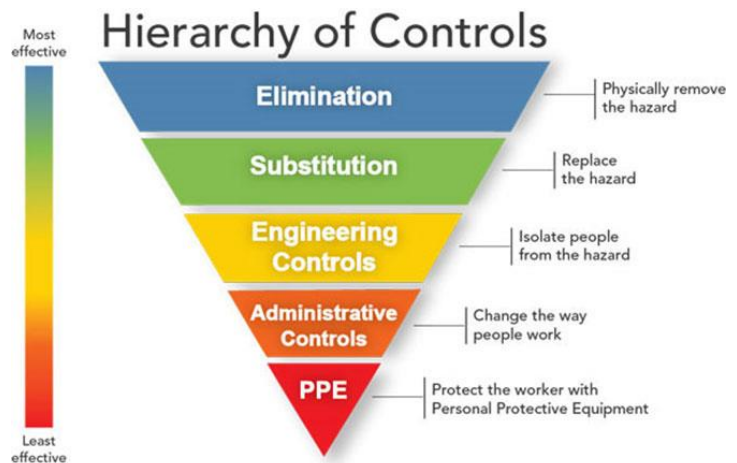 Most
effective
Hierarchy of Controls
Elimination
Physically remove
the hazard
Substitution
Replace
the hazard
Engineering
Controls
Isolate people
from the hazard
Administrative
Controls
Change the way
people work
PPE
Protect the worker with
Personal Protective Equipment
Least
effective